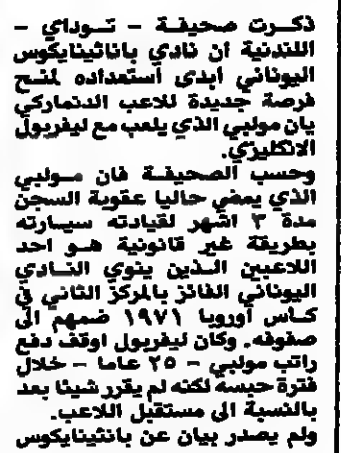 ذكرت صحيفة - توداي -
اللندنية ان نادي باناثينايكوس
اليوناني ابدى استعداده لمنح
فرصة جديدة للاعب الدنماركي
يان مولبي الذي يلعب مع ليفربول
الانكليزي.
وحسب الصحيفة فان مولبي
الذي يمضي حاليا عقوبة السجن
مدة ٣ اشهر لقيادته سيارته
بطريقة غير قانونية هو احد
اللاعبين الذين ينوي النادي
اليوناني الفائز بالمركز الثاني في
كاس اوروبا ١٩٧١ ضمهم الى
صفوفه. وكان ليفربول اوقف دفع
راتب مولبي - ٢٥ عاما - خلال
فترة حبسه لكنه لم يقرر شيئا بعد
بالنسبة الى مستقبل اللاعب.
ولم يصدر بيان عن باناثينايكوس